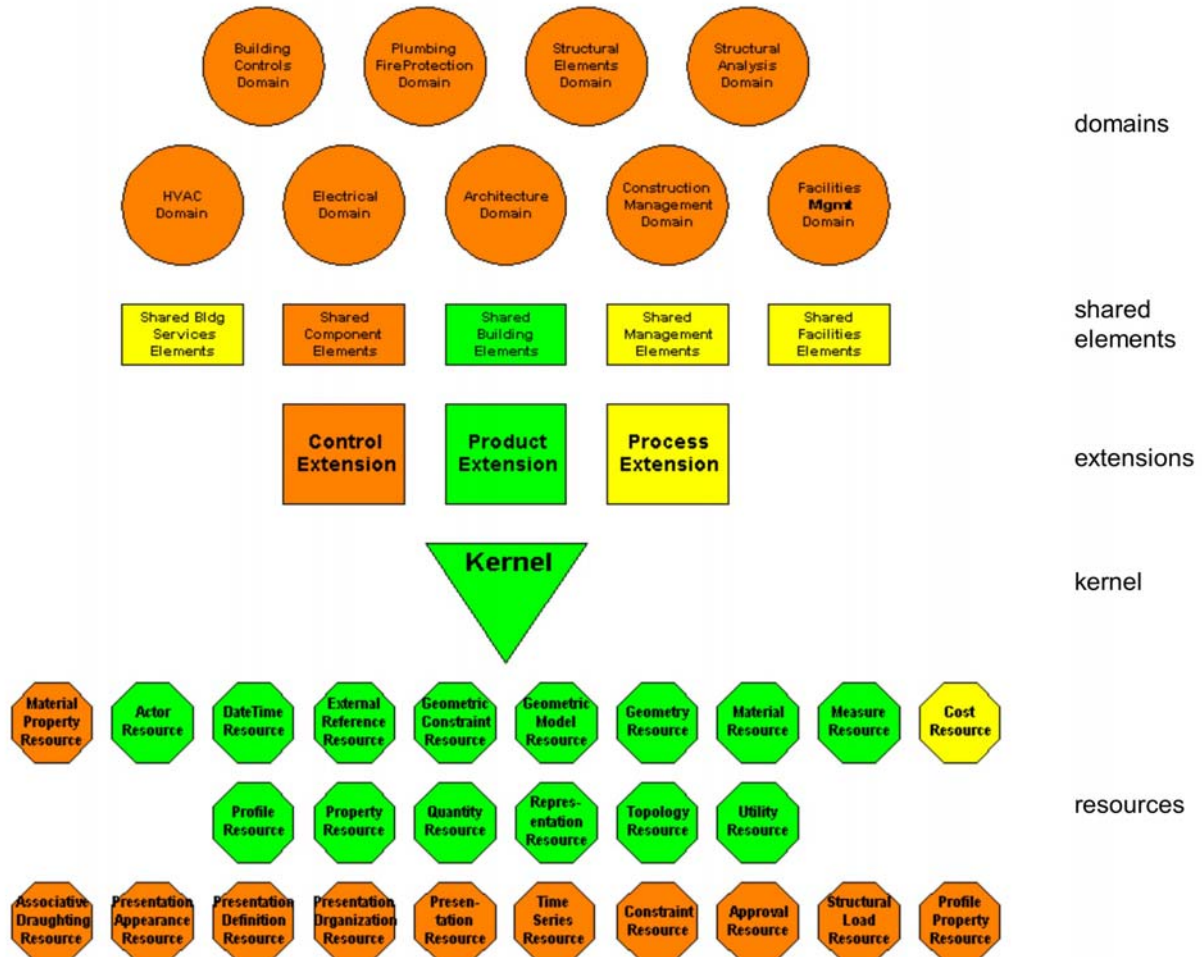 Building
Controls
Domain
Plumbing
FireProtection
Domain
Structural
Elements
Domain
Structural
Analysis
Domain
domains
HVAC
Domain
Electrical
Domain
Architecture
Domain
Construction
Management
Domain
Facilities
Mgmt
Domain
Shared Bldg
Services
Elements
Shared
Component
Elements
Shared
Building
Elements
Shared
Management
Elements
Shared
Facilities
Elements
shared
elements
Control
Extension
Product
Extension
Process
Extension
extensions
Kernel
kernel
Material
Property
Resource
Actor
Resource
DateTime
Resource
External
Reference
Resource
Geometric
Constraint
Resource
Geometric
Model
Resource
Geometry
Resource
Material
Resource
Measure
Resource
Cost
Resource
Profile
Resource
Property
Resource
Quantity
Resource
Repres-
entation
Resource
Topology
Resource
Utility
Resource
resources
Associative
Draughting
Resource
Presentation
Appearance
Resource
Presentation
Definition
Resource
Presentation
Organization
Resource
Presen-
tation
Resource
Time
Series
Resource
Constraint
Resource
Approval
Resource
Structural
Load
Resource
Profile
Property
Resource